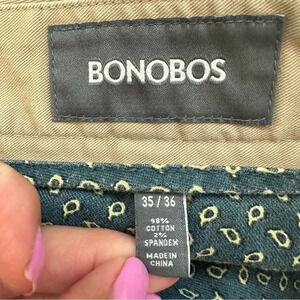 BONOBOS
35 / 36
98%
COTTON
2%
SPANDEX
MADE IN
CHINA